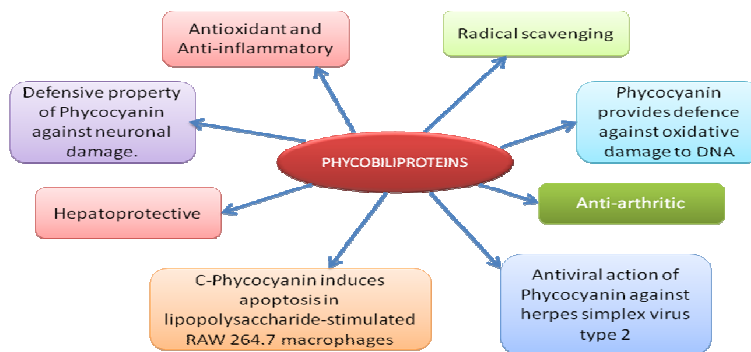 Antioxidant and
Anti-inflammatory
Radical scavenging
Defensive property
of Phycocyanin
against neuronal
damage.
Phycocyanin
provides defence
against oxidative
damage to DNA
PHYCOBILIPROTEINS
Hepatoprotective
Anti-arthritic
C-Phycocyanin induces
apoptosis in
lipopolysaccharide-stimulated
RAW 264.7 macrophages
Antiviral action of
Phycocyanin against
herpes simplex virus
type 2